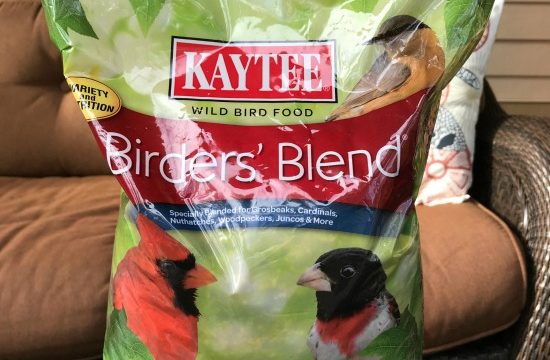 KAYTEE®
WILD BIRD FOOD
VARIETY
and
NUTRITION
Birders' Blend®
Specially Blended for Grosbeaks, Cardinals,
Nuthatches, Woodpeckers, Juncos & More